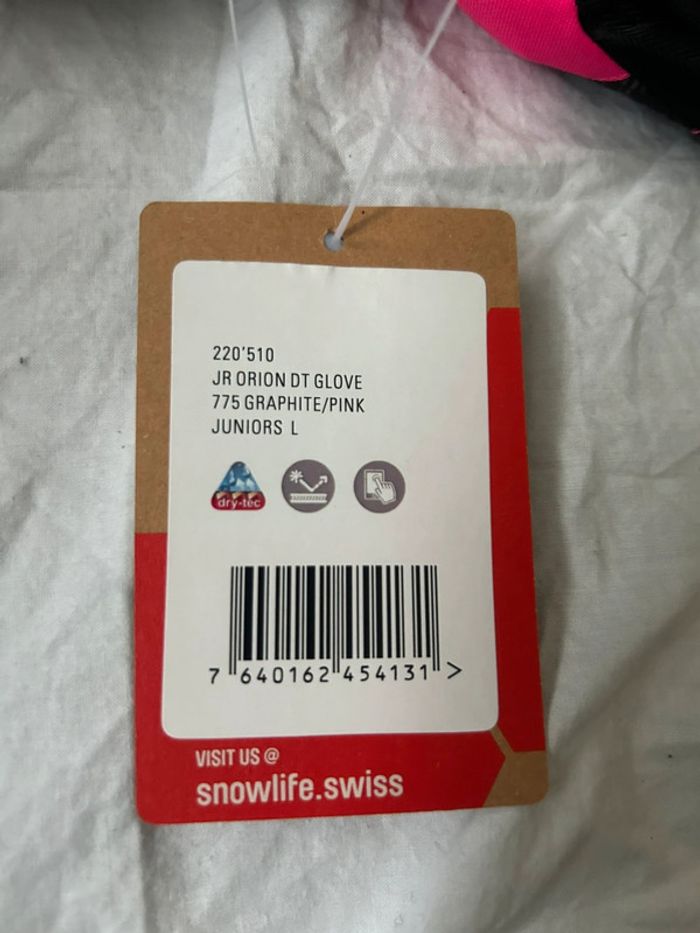 220'510
JR ORION DT GLOVE
775 GRAPHITE/PINK
JUNIORS L
dry-tec
7 640162 454131 >
VISIT US @
snowlife.swiss